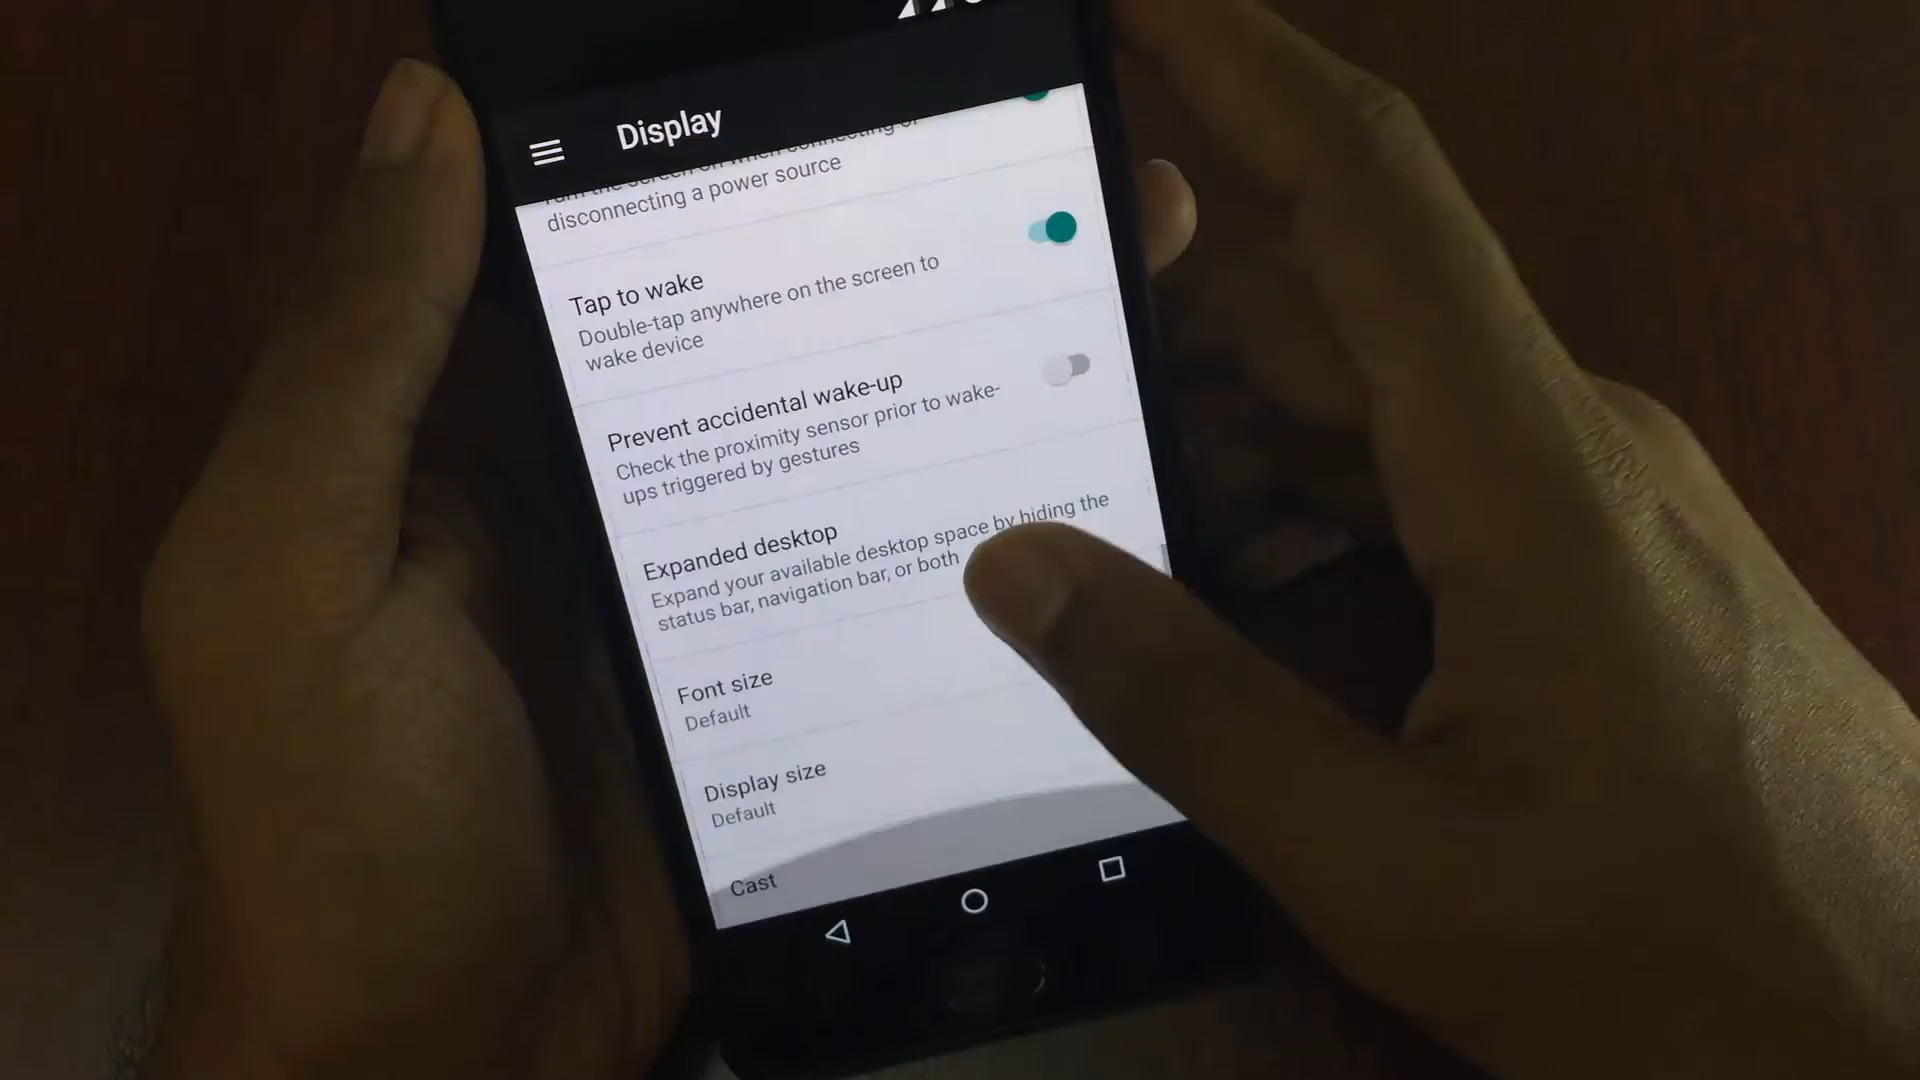 Display
disconnecting a power source
Tap to wake
Double-tap anywhere on the screen to
wake device
Prevent accidental wake-up
Check the proximity sensor prior to wake-
ups triggered by gestures
Expanded desktop
Expand your available desktop space by hiding the
status bar, navigation bar, or both
Font size
Default
Display size
Default
Cast